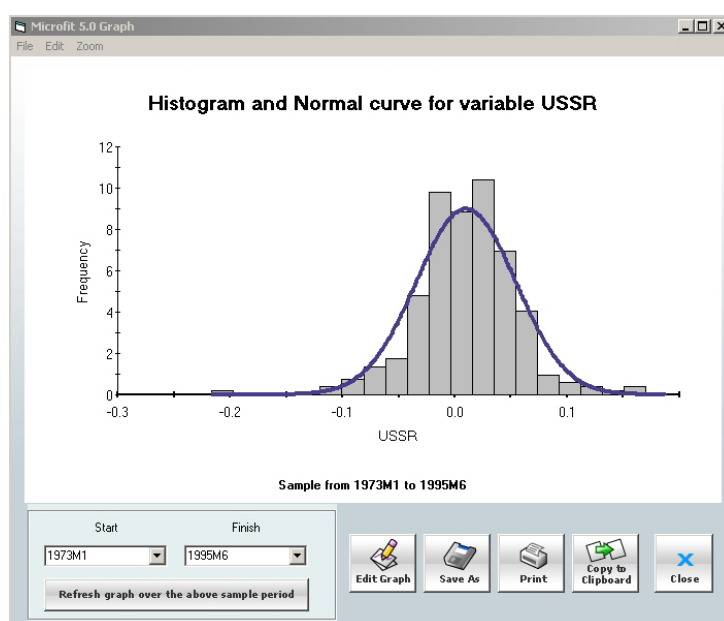 Microfit 5.0 Graph
File Edit Zoom
Histogram and Normal curve for variable USSR
12
10
8
6
4
2
0
Frequency
-0.3 -0.2 -0.1 0.0 0.1
USSR
Sample from 1973M1 to 1995M6
Start Finish
1973M1 1995M6
Refresh graph over the above sample period
Edit Graph
Save As
Print
Copy to
Clipboard
X
Close